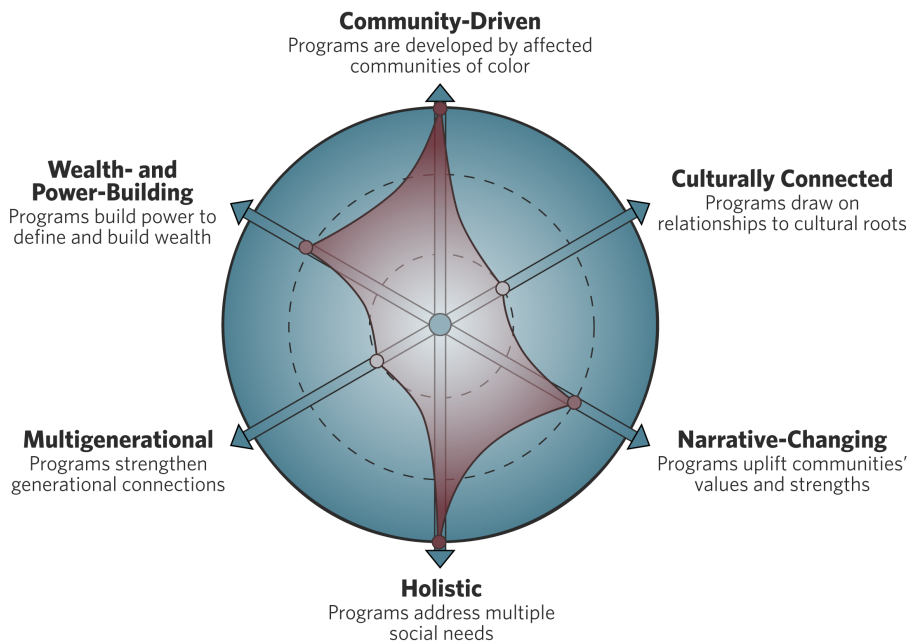 Community-Driven
Programs are developed by affected
communities of color
Wealth- and
Power-Building
Programs build power to
define and build wealth
Culturally Connected
Programs draw on
relationships to cultural roots
Multigenerational
Programs strengthen
generational connections
Narrative-Changing
Programs uplift communities’
values and strengths
Holistic
Programs address multiple
social needs